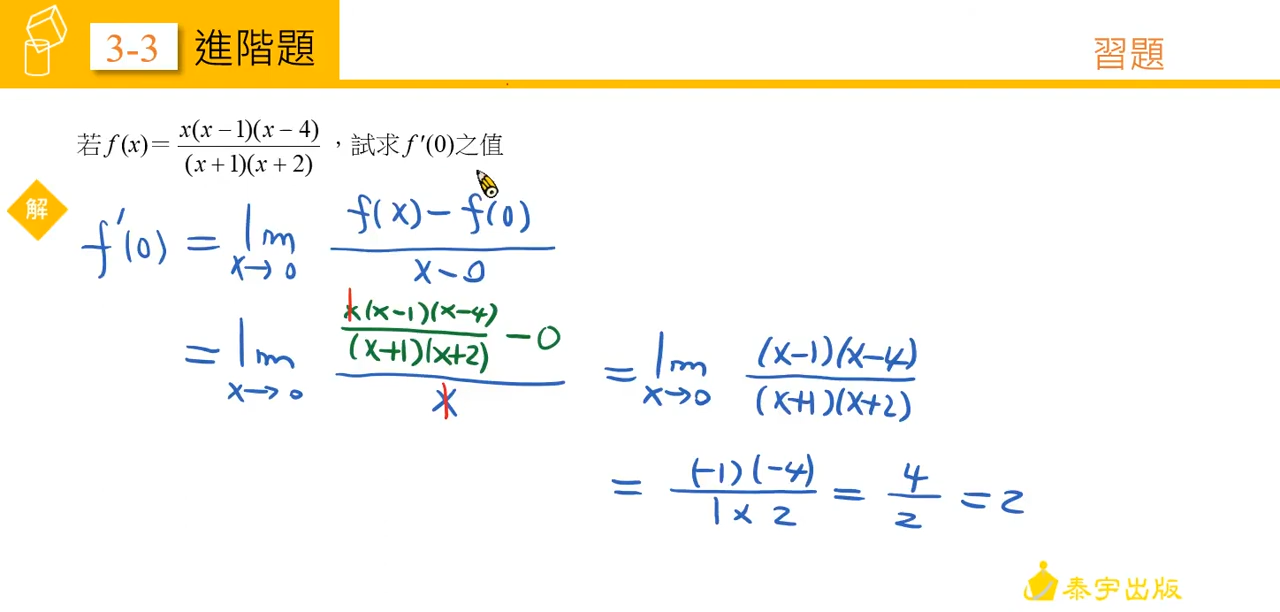 3-3 進階題
習題
若 f(x)= x(x-1)(x-4) / (x+1)(x+2) ，試求 f'(0)之值
解
f'(0) = lim x→0 f(x)-f(0) / x-0
= lim x→0 x(x-1)(x-4) / (x+1)(x+2) - 0 / x
= lim x→0 (x-1)(x-4) / (x+1)(x+2)
= (-1)(-4) / 1×2 = 4 / 2 = 2
泰宇出版